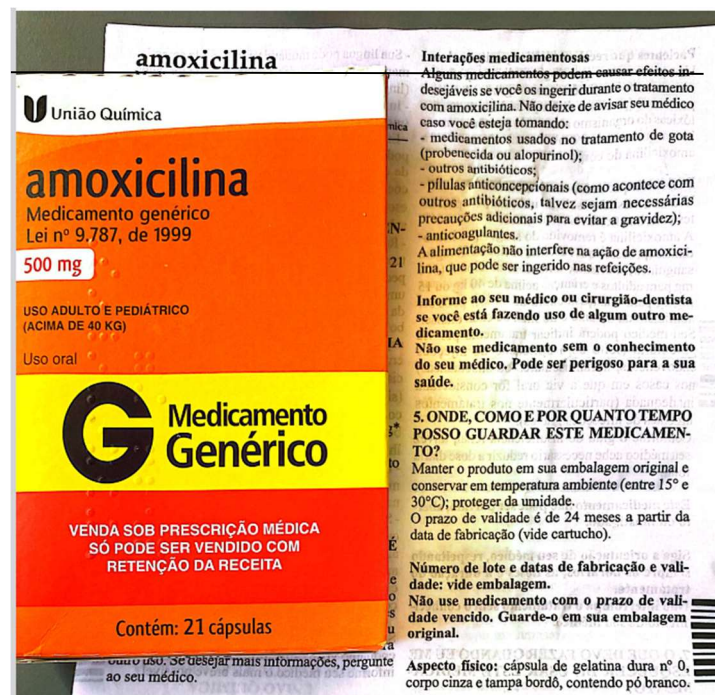 amoxicilina
União Química
amoxicilina
Medicamento genérico
Lei nº 9.787, de 1999
500 mg
USO ADULTO E PEDIÁTRICO
(ACIMA DE 40 KG)
Uso oral
G Medicamento
Genérico
VENDA SOB PRESCRIÇÃO MÉDICA
SÓ PODE SER VENDIDO COM
RETENÇÃO DA RECEITA
Contém: 21 cápsulas
outro uso. Se desejar mais informações, pergunte
ao seu médico.
Interações medicamentosas
Alguns medicamentos podem causar efeitos in-
desejáveis se você os ingerir durante o tratamento
com amoxicilina. Não deixe de avisar seu médico
caso você esteja tomando:
- medicamentos usados no tratamento de gota
(probenecida ou alopurinol);
- outros antibióticos;
- pílulas anticoncepcionais (como acontece com
outros antibióticos, talvez sejam necessárias
precauções adicionais para evitar a gravidez);
- anticoagulantes.
A alimentação não interfere na ação de amoxici-
lina, que pode ser ingerido nas refeições.
Informe ao seu médico ou cirurgião-dentista
se você está fazendo uso de algum outro me-
dicamento.
Não use medicamento sem o conhecimento
do seu médico. Pode ser perigoso para a sua
saúde.
5. ONDE, COMO E POR QUANTO TEMPO
POSSO GUARDAR ESTE MEDICAMEN-
TO?
Manter o produto em sua embalagem original e
conservar em temperatura ambiente (entre 15º e
30ºC); proteger da umidade.
O prazo de validade é de 24 meses a partir da
data de fabricação (vide cartucho).
Número de lote e datas de fabricação e vali-
dade: vide embalagem.
Não use medicamento com o prazo de vali-
dade vencido. Guarde-o em sua embalagem
original.
Aspecto físico: cápsula de gelatina dura nº 0,
corpo cinza e tampa bordô, contendo pó branco.